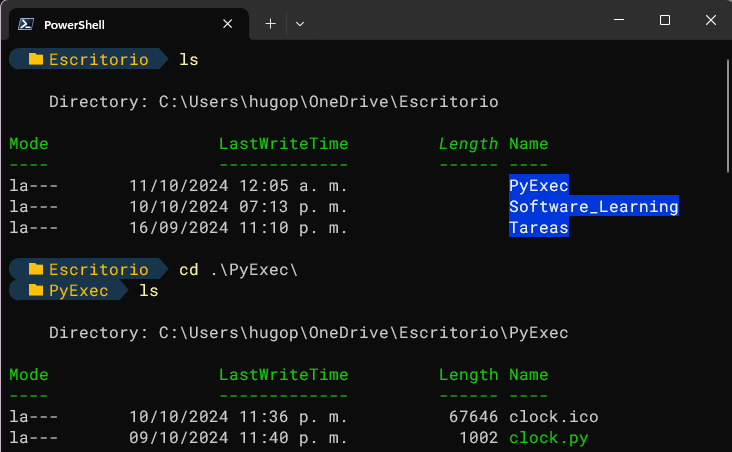 PowerShell
Escritorio ls
Directory: C:\Users\hugop\OneDrive\Escritorio
Mode LastWriteTime Length Name
---- ------------- ------ ----
la--- 11/10/2024 12:05 a. m. PyExec
la--- 10/10/2024 07:13 p. m. Software_Learning
la--- 16/09/2024 11:10 p. m. Tareas
Escritorio cd .\PyExec\
PyExec ls
Directory: C:\Users\hugop\OneDrive\Escritorio\PyExec
Mode LastWriteTime Length Name
---- ------------- ------ ----
la--- 10/10/2024 11:36 p. m. 67646 clock.ico
la--- 09/10/2024 11:40 p. m. 1002 clock.py